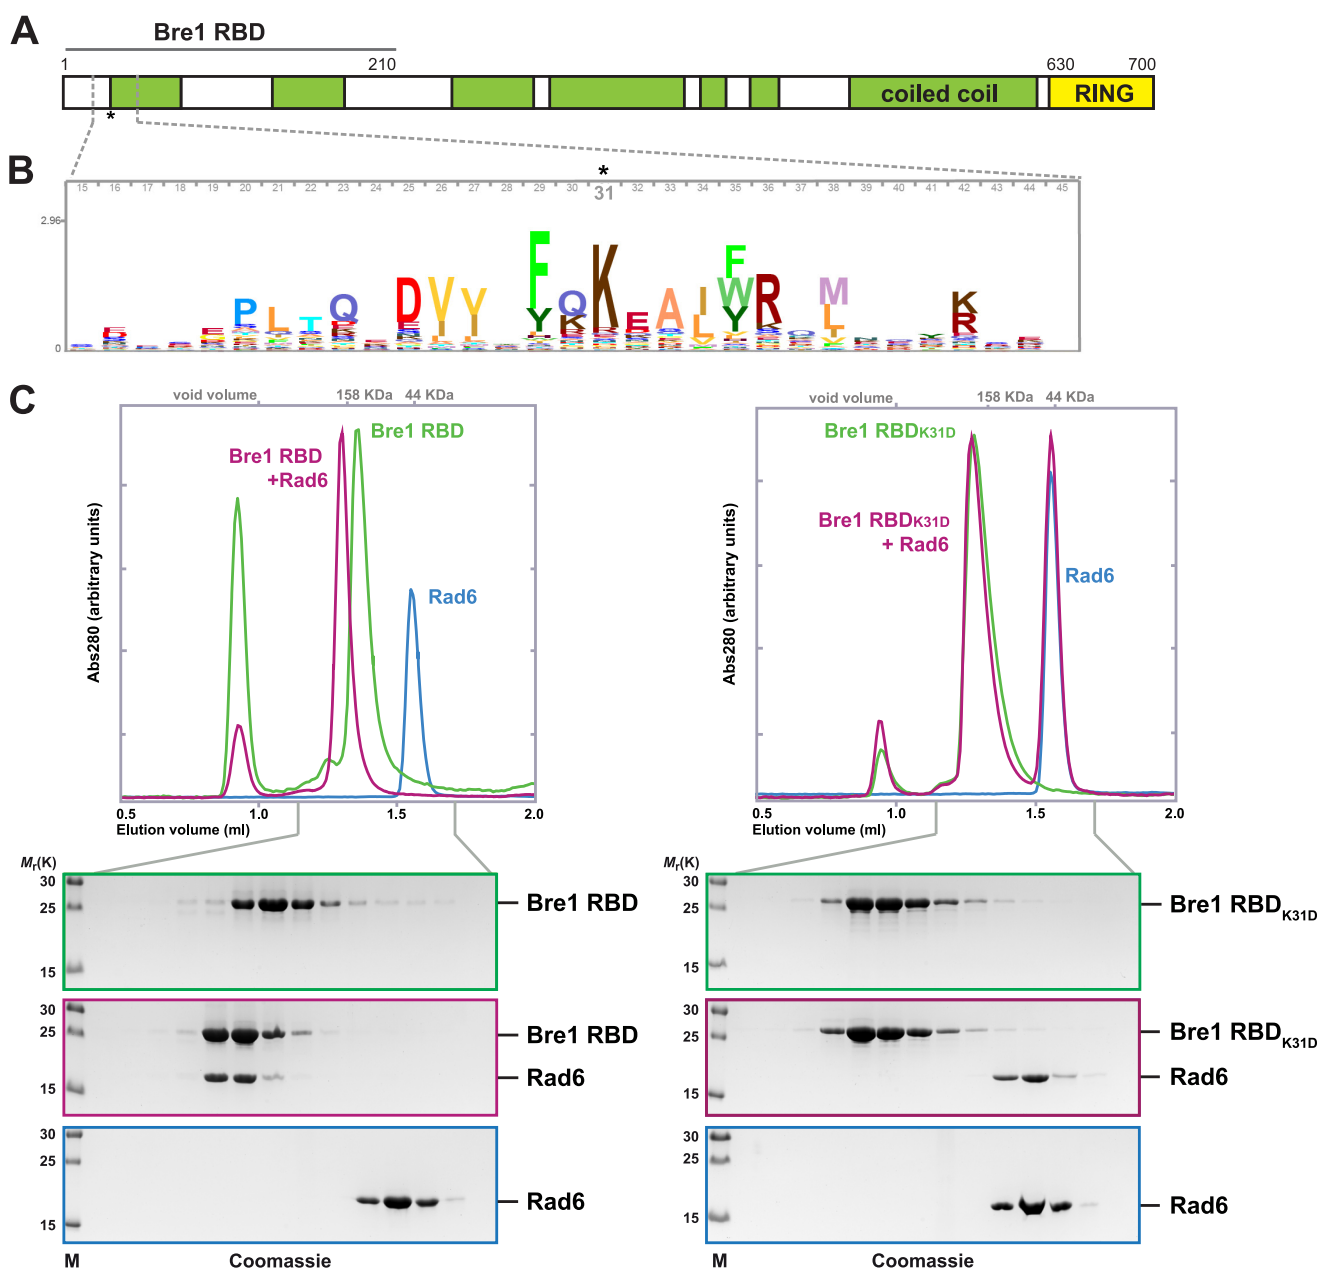 A
Bre1 RBD
1 210 630 700
coiled coil RING
*
B
*
15 16 17 18 19 20 21 22 23 24 25 26 27 28 29 30 31 32 33 34 35 36 37 38 39 40 41 42 43 44 45
2.96
0
P L T Q D V Y F Y Q K K E A I L F W Y R M L K R
C
void volume 158 KDa 44 KDa
Bre1 RBD
Bre1 RBD
+Rad6
Rad6
Abs280 (arbitrary units)
0.5 1.0 1.5 2.0
Elution volume (ml)
void volume 158 KDa 44 KDa
Bre1 RBDK31D
Bre1 RBDK31D
+ Rad6
Rad6
Abs280 (arbitrary units)
0.5 1.0 1.5 2.0
Elution volume (ml)
Mr(K)
30
25
15
Bre1 RBD
30
25
15
Bre1 RBD
Rad6
30
25
15
Rad6
M Coomassie
Mr(K)
30
25
15
Bre1 RBDK31D
30
25
15
Bre1 RBDK31D
Rad6
30
25
15
Rad6
M Coomassie